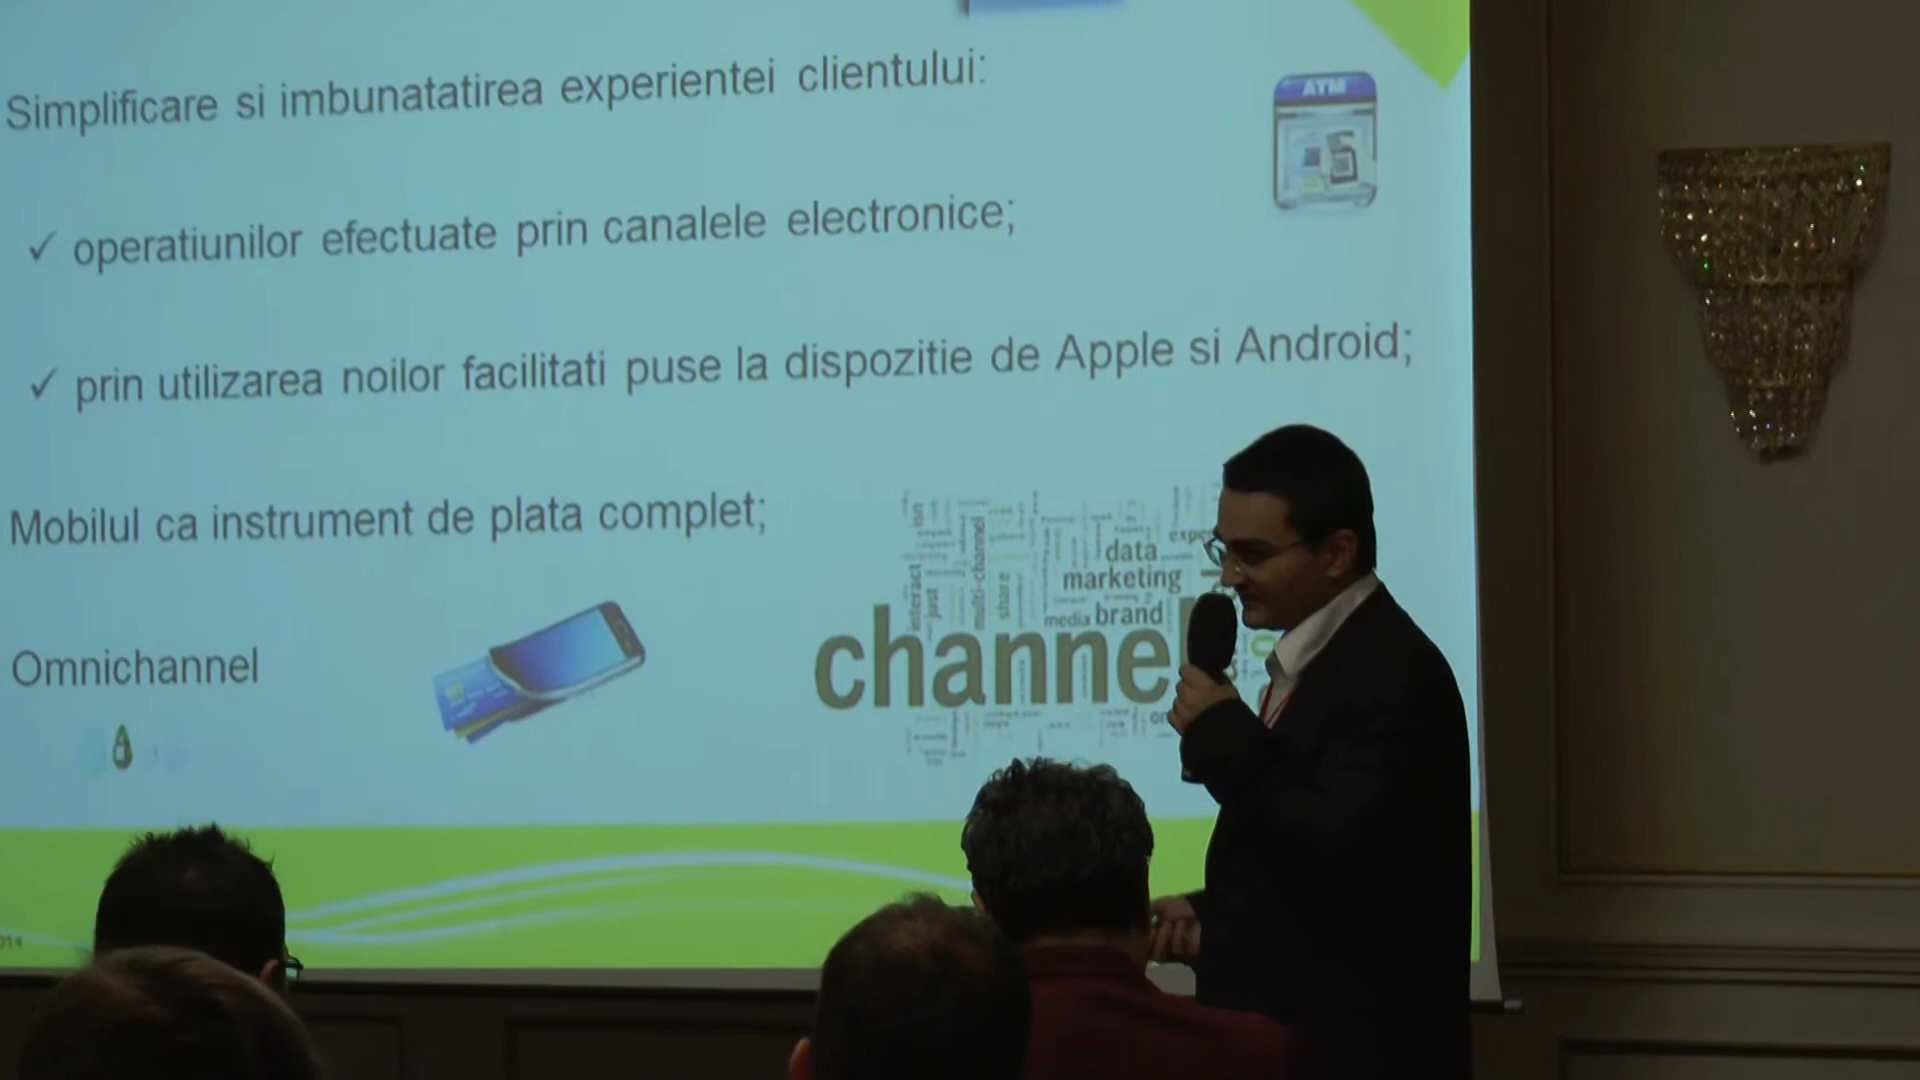 Simplificare si imbunatatirea experientei clientului:
ATM
✓ operatiunilor efectuate prin canalele electronice;
✓ prin utilizarea noilor facilitati puse la dispozitie de Apple si Android;
Mobilul ca instrument de plata complet;
Omnichannel
interact
just
multi-channel
share
data
marketing
media brand
channel
014